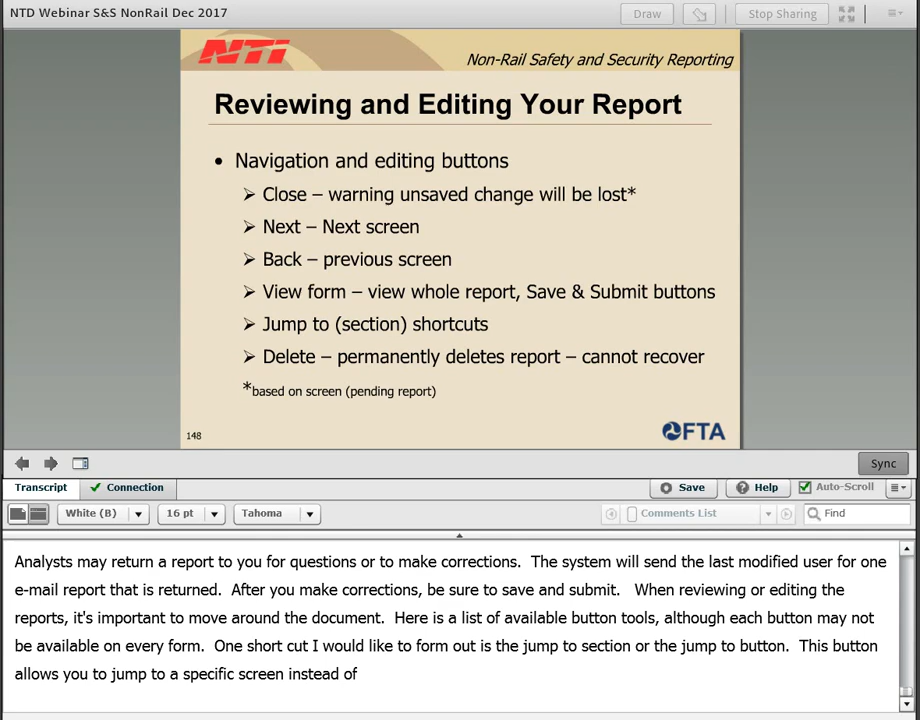 NTD Webinar S&S NonRail Dec 2017
Draw
Stop Sharing
NTi
Non-Rail Safety and Security Reporting
Reviewing and Editing Your Report
• Navigation and editing buttons
➢ Close – warning unsaved change will be lost*
➢ Next – Next screen
➢ Back – previous screen
➢ View form – view whole report, Save & Submit buttons
➢ Jump to (section) shortcuts
➢ Delete – permanently deletes report – cannot recover
*based on screen (pending report)
148
FTA
Sync
Transcript
Connection
Save
Help
Auto-Scroll
White (B)
16 pt
Tahoma
Comments List
Find
Analysts may return a report to you for questions or to make corrections.  The system will send the last modified user for one
e-mail report that is returned.  After you make corrections, be sure to save and submit.   When reviewing or editing the
reports, it's important to move around the document.  Here is a list of available button tools, although each button may not
be available on every form.  One short cut I would like to form out is the jump to section or the jump to button.  This button
allows you to jump to a specific screen instead of